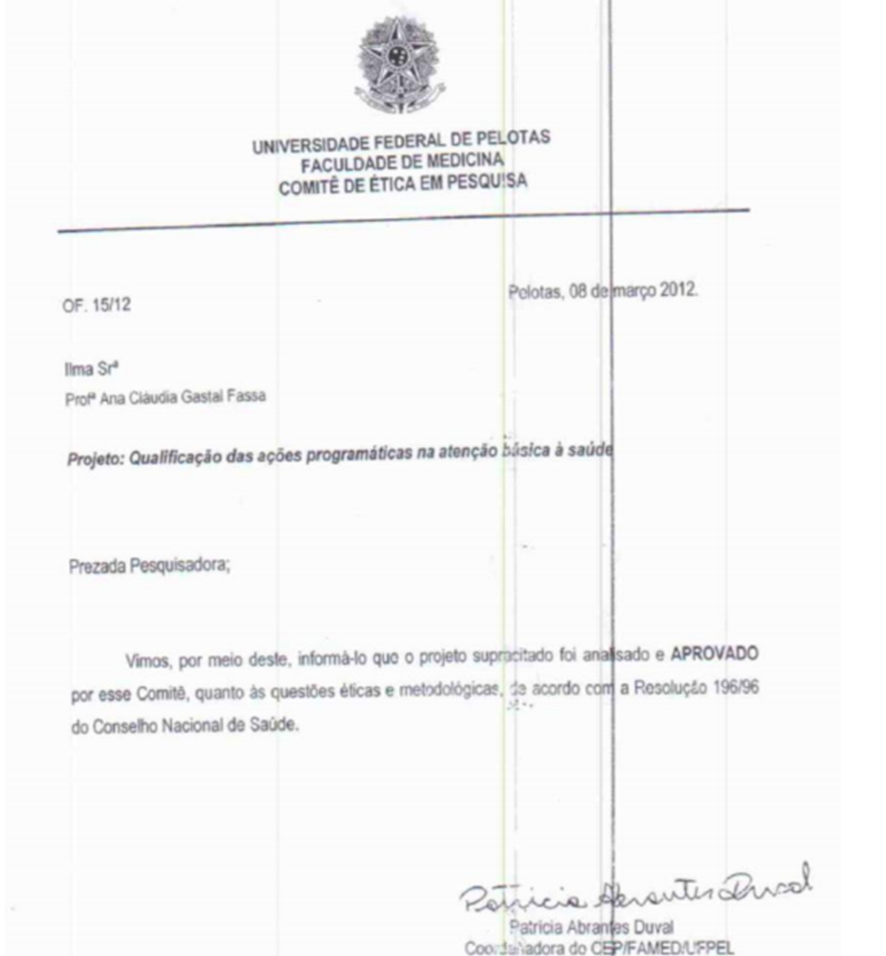 UNIVERSIDADE FEDERAL DE PELOTAS
FACULDADE DE MEDICINA
COMITÊ DE ÉTICA EM PESQUISA
OF. 15/12
Pelotas, 08 de março 2012.
Ilma Srª
Profª Ana Cláudia Gastal Fassa
Projeto: Qualificação das ações programáticas na atenção básica à saúde
Prezada Pesquisadora;
Vimos, por meio deste, informá-lo que o projeto supracitado foi analisado e APROVADO
por esse Comitê, quanto às questões éticas e metodológicas, de acordo com a Resolução 196/96
do Conselho Nacional de Saúde.
Patricia Abrantes Duval
Patricia Abrantes Duval
Coordenadora do CEP/FAMED/UFPEL